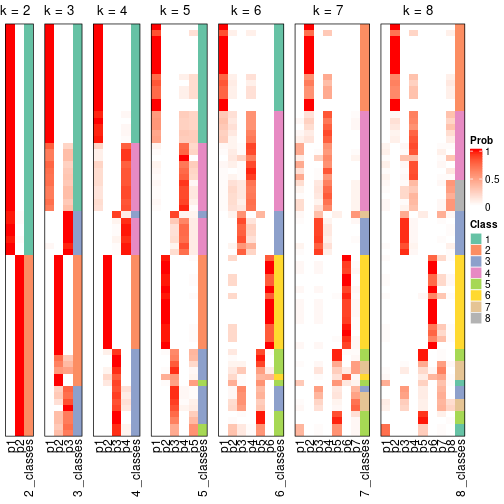 k = 2 k = 3 k = 4 k = 5 k = 6 k = 7 k = 8
Prob
1
0.5
0
Class
1
2
3
4
5
6
7
8
p1 p2 2_classes
p1 p2 p3 3_classes
p1 p2 p3 p4 4_classes
p1 p2 p3 p4 p5 5_classes
p1 p2 p3 p4 p5 p6 6_classes
p1 p2 p3 p4 p5 p6 p7 7_classes
p1 p2 p3 p4 p5 p6 p7 p8 8_classes